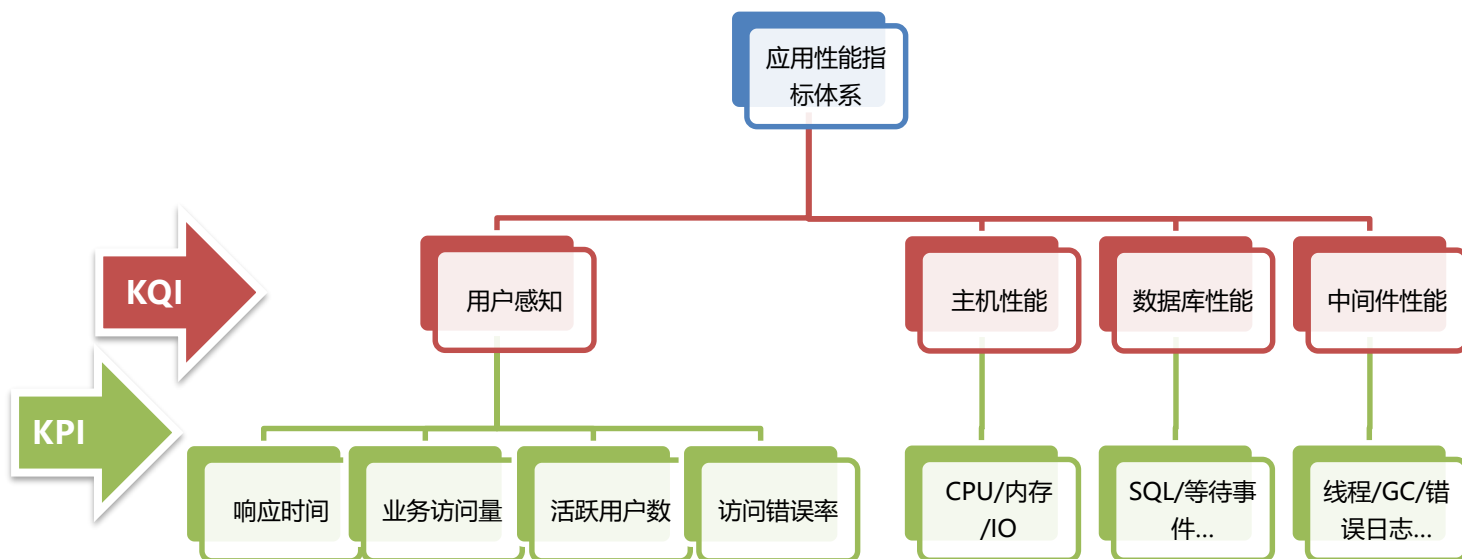 应用性能指
标体系
KQI
用户感知
主机性能
数据库性能
中间件性能
KPI
响应时间
业务访问量
活跃用户数
访问错误率
CPU/内存
/IO
SQL/等待事
件...
线程/GC/错
误日志...